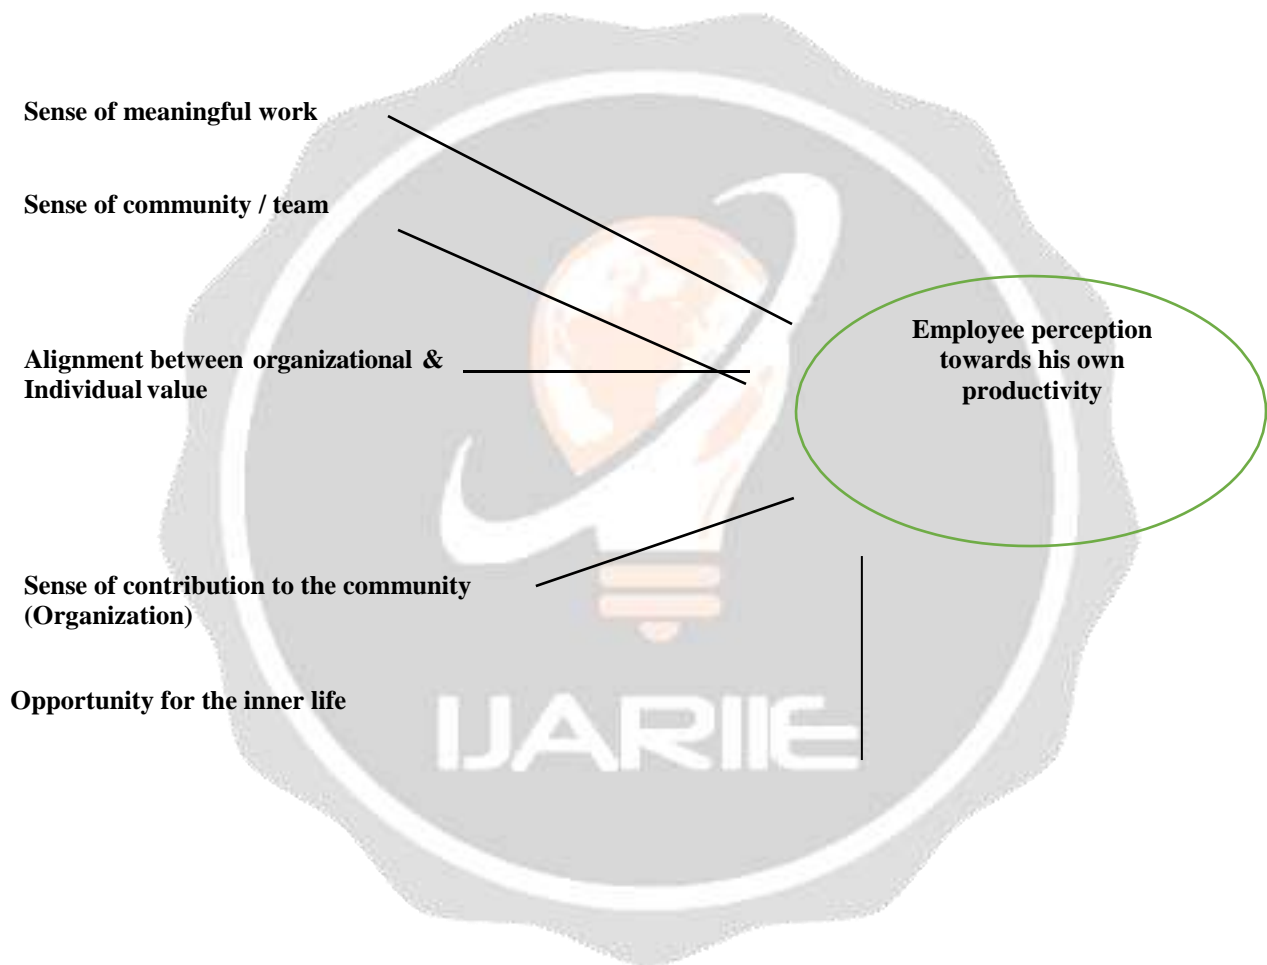 Sense of meaningful work
Sense of community / team
Alignment between organizational &
Individual value
Employee perception
towards his own
productivity
Sense of contribution to the community
(Organization)
Opportunity for the inner life
IJARIIE